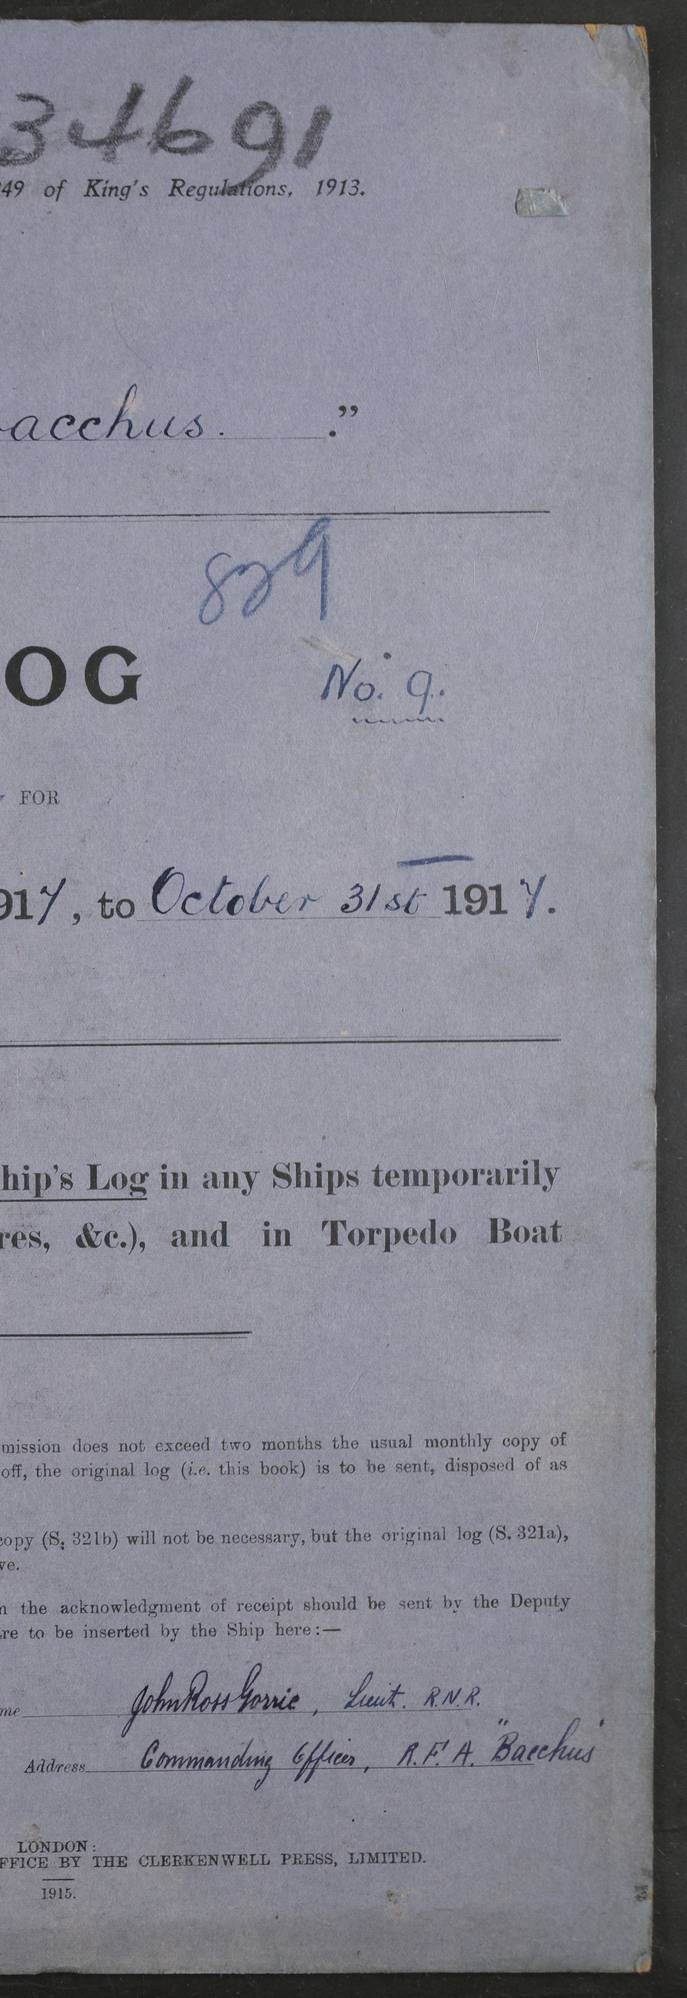 34691
49 of King's Regulations, 1913.
Bacchus. ."
829
OG
No. 9.
FOR
917, to October 31st 1917.
hip's Log in any Ships temporarily
res, &c.), and in Torpedo Boat
mission does not exceed two months the usual monthly copy of
off, the original log (i.e. this book) is to be sent, disposed of as
copy (S. 321b) will not be necessary, but the original log (S. 321a),
ve.
n the acknowledgment of receipt should be sent by the Deputy
re to be inserted by the Ship here:—
me John Ross Gorrie, Lieut. R.N.R.
Address Commanding Officer, R.F.A. "Bacchus"
LONDON:
FFICE BY THE CLERKENWELL PRESS, LIMITED.
1915.